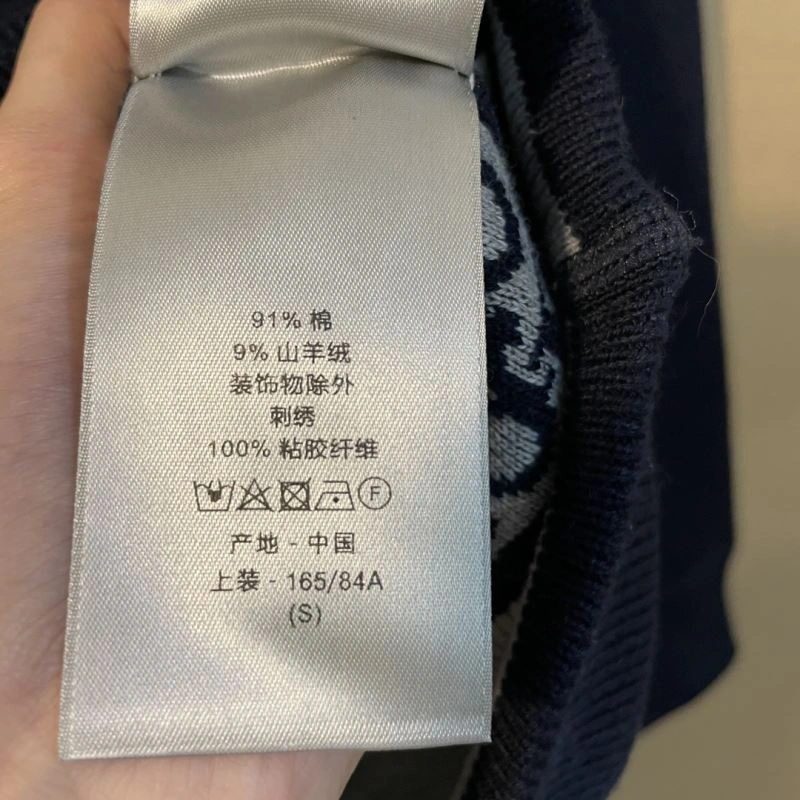 91% 棉
9% 山羊绒
装饰物除外
刺绣
100% 粘胶纤维
F
产地 - 中国
上装 - 165/84A
(S)